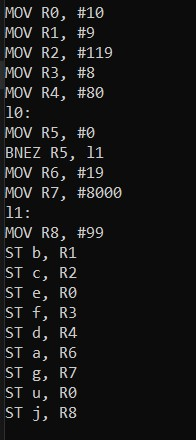 MOV R0, #10
MOV R1, #9
MOV R2, #119
MOV R3, #8
MOV R4, #80
l0:
MOV R5, #0
BNEZ R5, l1
MOV R6, #19
MOV R7, #8000
l1:
MOV R8, #99
ST b, R1
ST c, R2
ST e, R0
ST f, R3
ST d, R4
ST a, R6
ST g, R7
ST u, R0
ST j, R8